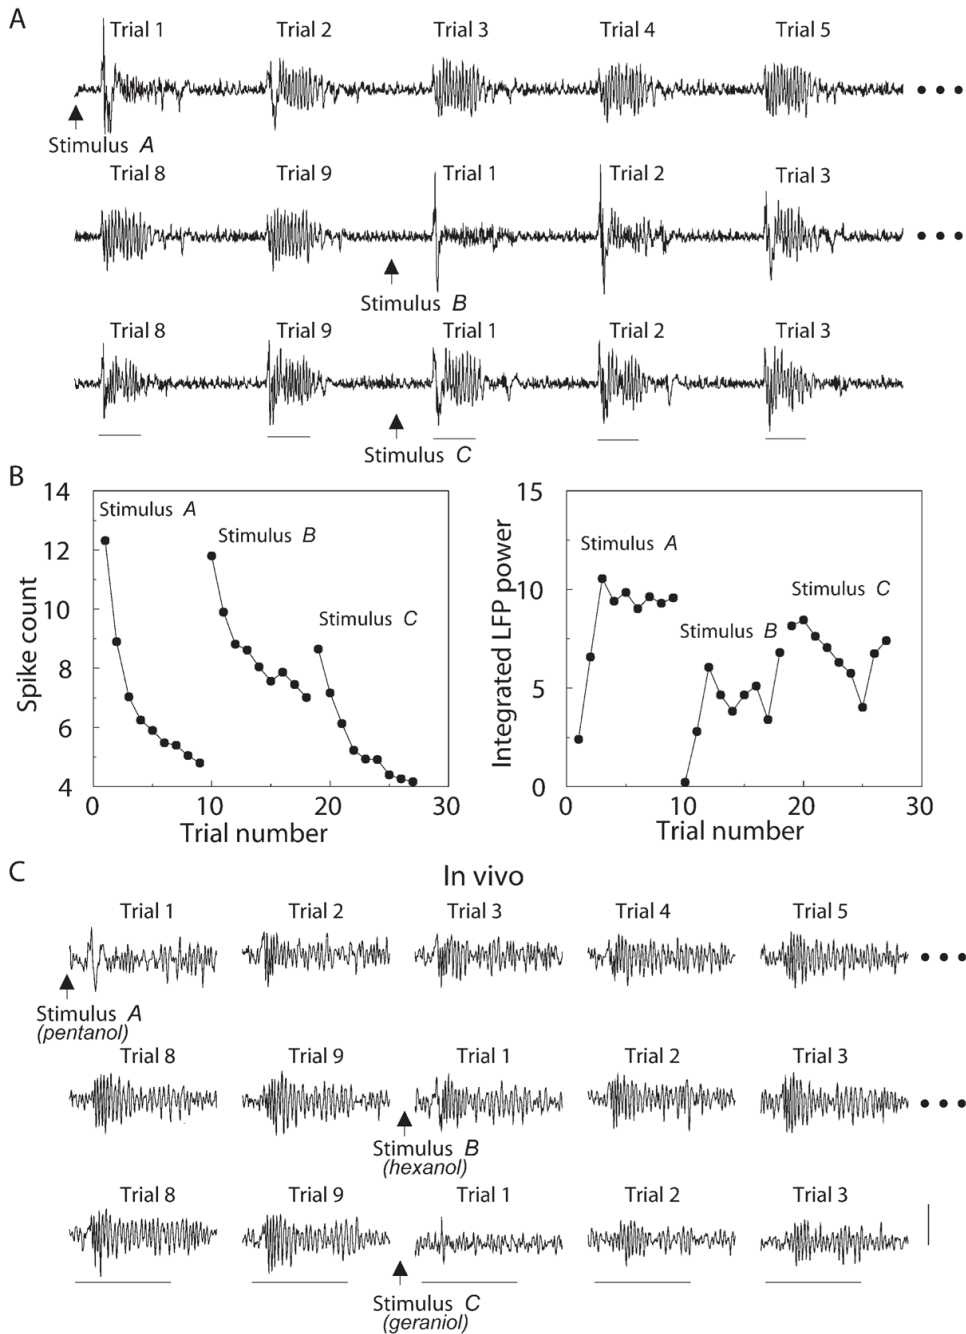 A
Trial 1 Trial 2 Trial 3 Trial 4 Trial 5
Stimulus A
Trial 8 Trial 9 Trial 1 Trial 2 Trial 3
Stimulus B
Trial 8 Trial 9 Trial 1 Trial 2 Trial 3
Stimulus C
B
14
12
10
8
6
4
Spike count
Stimulus A
Stimulus B
Stimulus C
0 10 20 30
Trial number
15
10
5
0
Integrated LFP power
Stimulus A
Stimulus B
Stimulus C
0 10 20 30
Trial number
C
In vivo
Trial 1 Trial 2 Trial 3 Trial 4 Trial 5
Stimulus A
(pentanol)
Trial 8 Trial 9 Trial 1 Trial 2 Trial 3
Stimulus B
(hexanol)
Trial 8 Trial 9 Trial 1 Trial 2 Trial 3
Stimulus C
(geraniol)